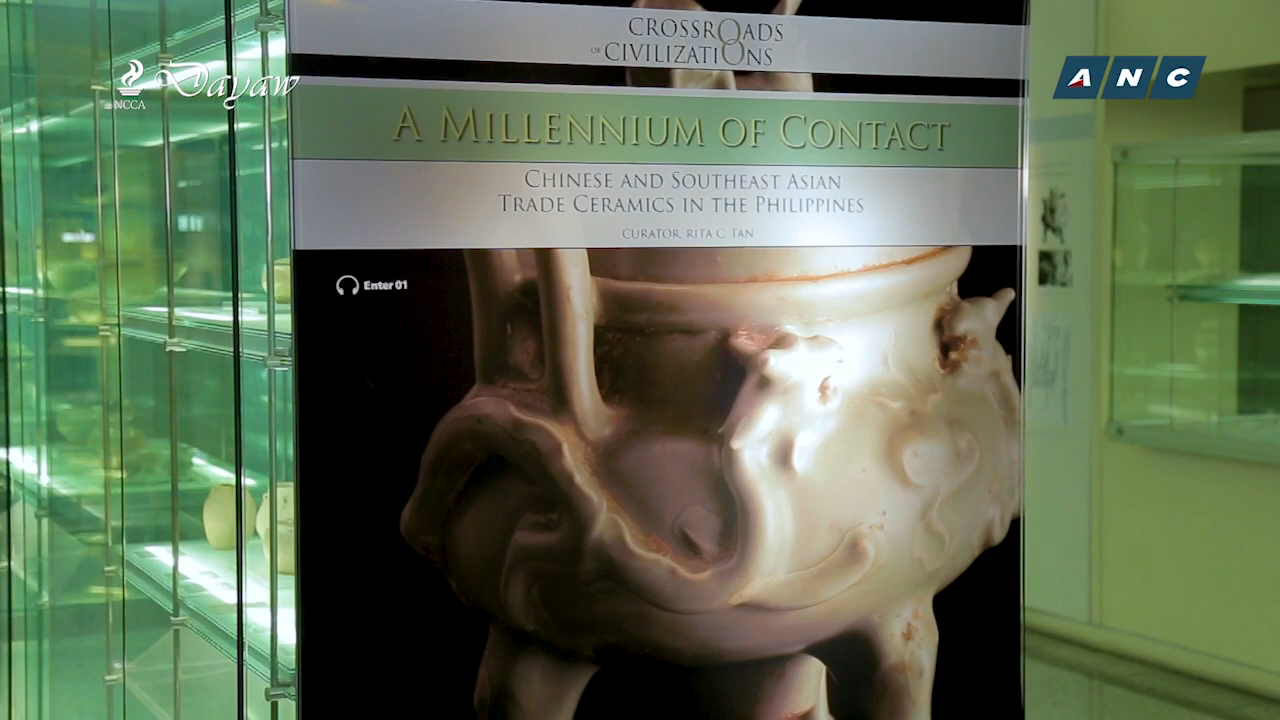 CROSSROADS
OF CIVILIZATIONS
NCCA
Dayaw
ANC
A MILLENNIUM OF CONTACT
CHINESE AND SOUTHEAST ASIAN
TRADE CERAMICS IN THE PHILIPPINES
CURATOR, RITA C. TAN
Enter 01